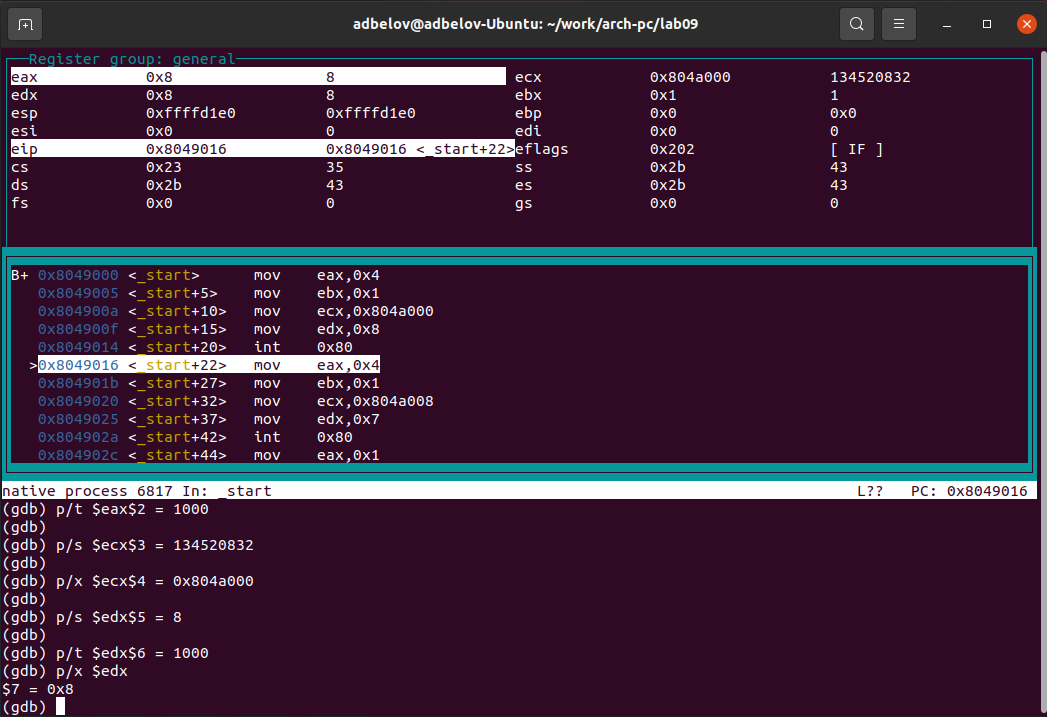 adbelov@adbelov-Ubuntu: ~/work/arch-pc/lab09
Register group: general
eax 0x8 8 ecx 0x804a000 134520832
edx 0x8 8 ebx 0x1 1
esp 0xffffd1e0 0xffffd1e0 ebp 0x0 0x0
esi 0x0 0 edi 0x0 0
eip 0x8049016 0x8049016 <_start+22>eflags 0x202 [ IF ]
cs 0x23 35 ss 0x2b 43
ds 0x2b 43 es 0x2b 43
fs 0x0 0 gs 0x0 0
B+ 0x8049000 <_start> mov eax,0x4
0x8049005 <_start+5> mov ebx,0x1
0x804900a <_start+10> mov ecx,0x804a000
0x804900f <_start+15> mov edx,0x8
0x8049014 <_start+20> int 0x80
>0x8049016 <_start+22> mov eax,0x4
0x804901b <_start+27> mov ebx,0x1
0x8049020 <_start+32> mov ecx,0x804a008
0x8049025 <_start+37> mov edx,0x7
0x804902a <_start+42> int 0x80
0x804902c <_start+44> mov eax,0x1
native process 6817 In: _start L?? PC: 0x8049016
(gdb) p/t $eax$2 = 1000
(gdb)
(gdb) p/s $ecx$3 = 134520832
(gdb)
(gdb) p/x $ecx$4 = 0x804a000
(gdb)
(gdb) p/s $edx$5 = 8
(gdb)
(gdb) p/t $edx$6 = 1000
(gdb) p/x $edx
$7 = 0x8
(gdb)